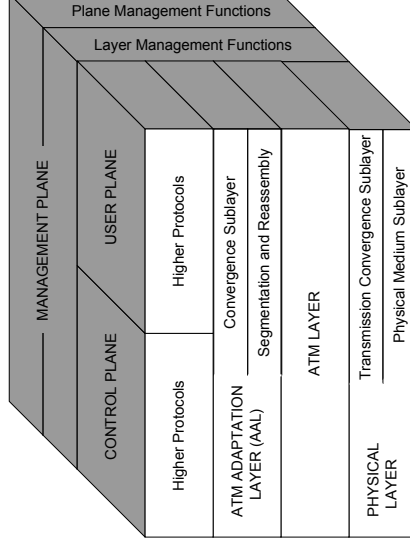 Plane Management Functions
Layer Management Functions
MANAGEMENT PLANE
CONTROL PLANE
USER PLANE
Higher Protocols
Higher Protocols
ATM ADAPTATION
LAYER (AAL)
Convergence Sublayer
Segmentation and Reassembly
ATM LAYER
PHYSICAL
LAYER
Transmission Convergence Sublayer
Physical Medium Sublayer